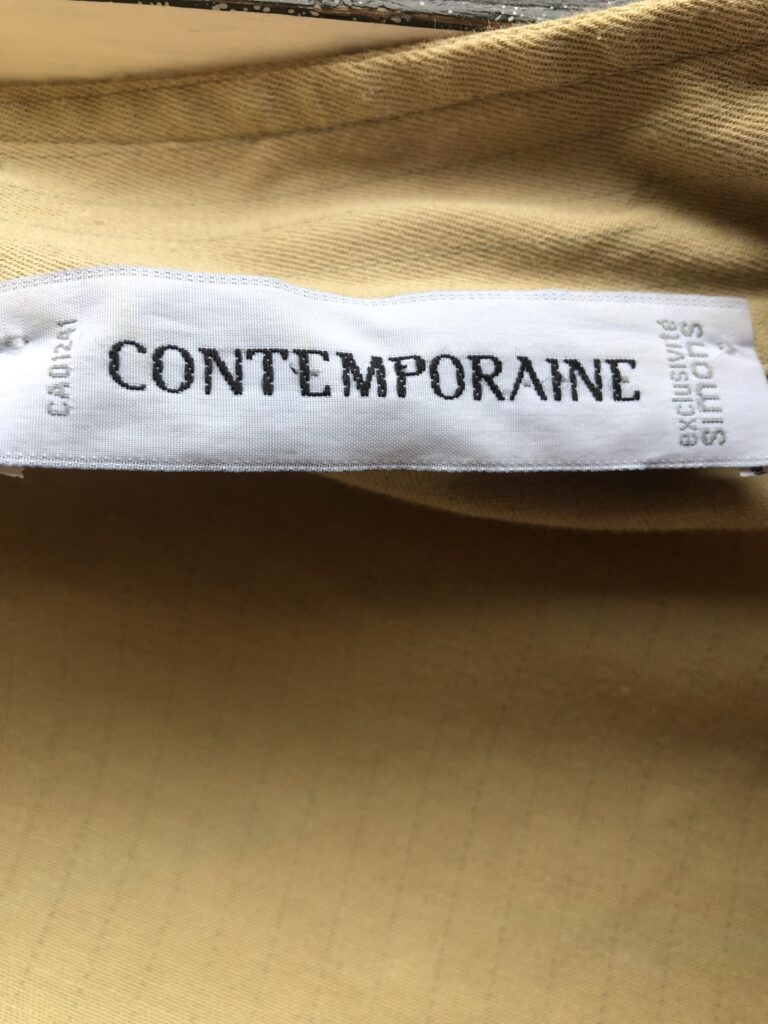 CA01241
CONTEMPORAINE
exclusivité
simons